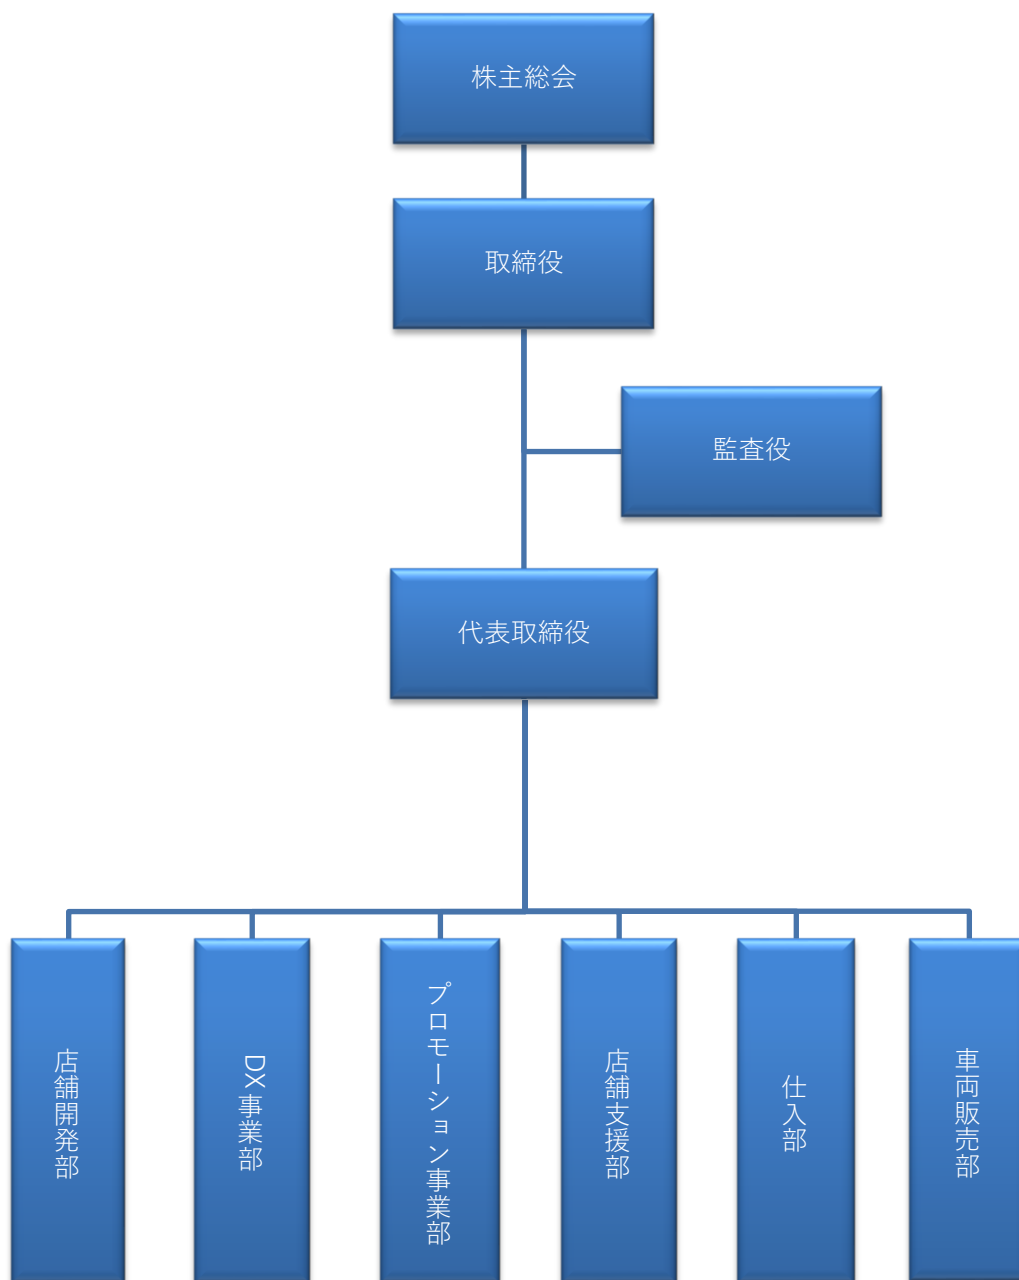 株主総会
取締役
監査役
代表取締役
店舗開発部
DX事業部
プロモーション事業部
店舗支援部
仕入部
車両販売部